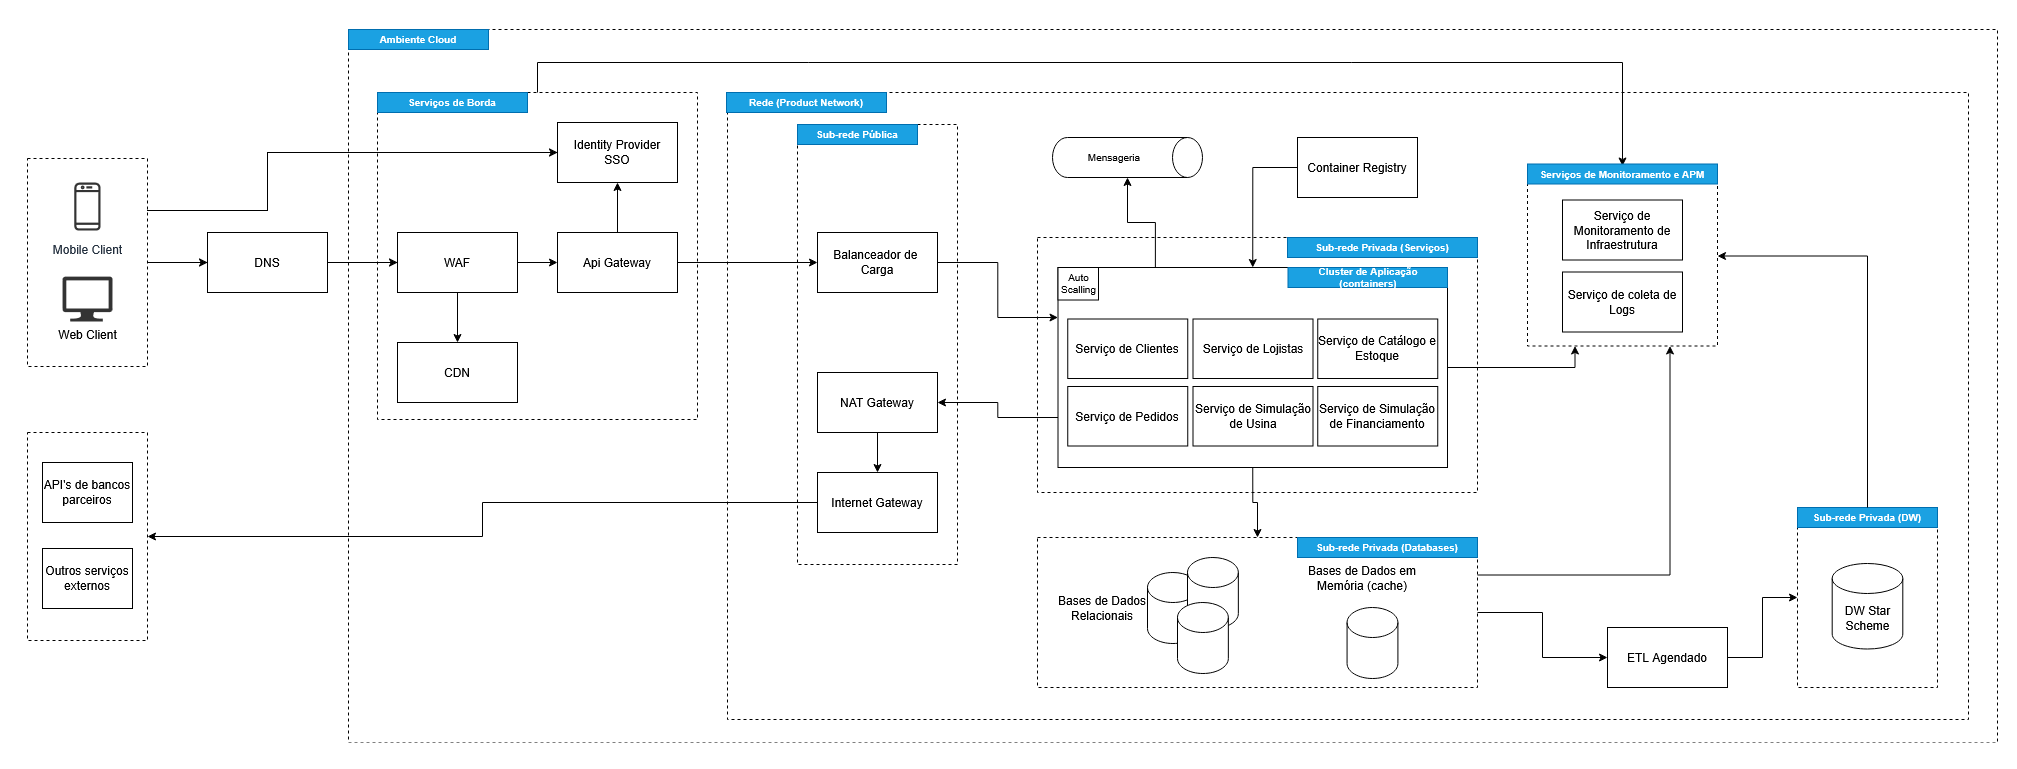 Ambiente Cloud
Serviços de Borda
Rede (Product Network)
Sub-rede Pública
Identity Provider
SSO
Mensageria
Container Registry
Serviços de Monitoramento e APM
Serviço de
Monitoramento de
Infraestrutura
Serviço de coleta de
Logs
Mobile Client
Web Client
DNS
WAF
Api Gateway
CDN
Balanceador de
Carga
NAT Gateway
Internet Gateway
Sub-rede Privada (Serviços)
Cluster de Aplicação
(containers)
Auto
Scalling
Serviço de Clientes
Serviço de Lojistas
Serviço de Catálogo e
Estoque
Serviço de Pedidos
Serviço de Simulação
de Usina
Serviço de Simulação
de Financiamento
API's de bancos
parceiros
Outros serviços
externos
Sub-rede Privada (Databases)
Bases de Dados
Relacionais
Bases de Dados em
Memória (cache)
ETL Agendado
Sub-rede Privada (DW)
DW Star
Scheme